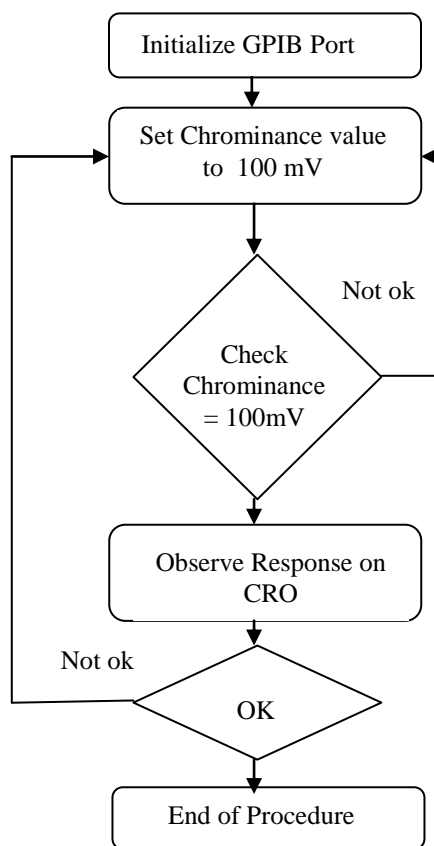 Initialize GPIB Port
Set Chrominance value
to 100 mV
Not ok
Check
Chrominance
= 100mV
Observe Response on
CRO
Not ok
OK
End of Procedure